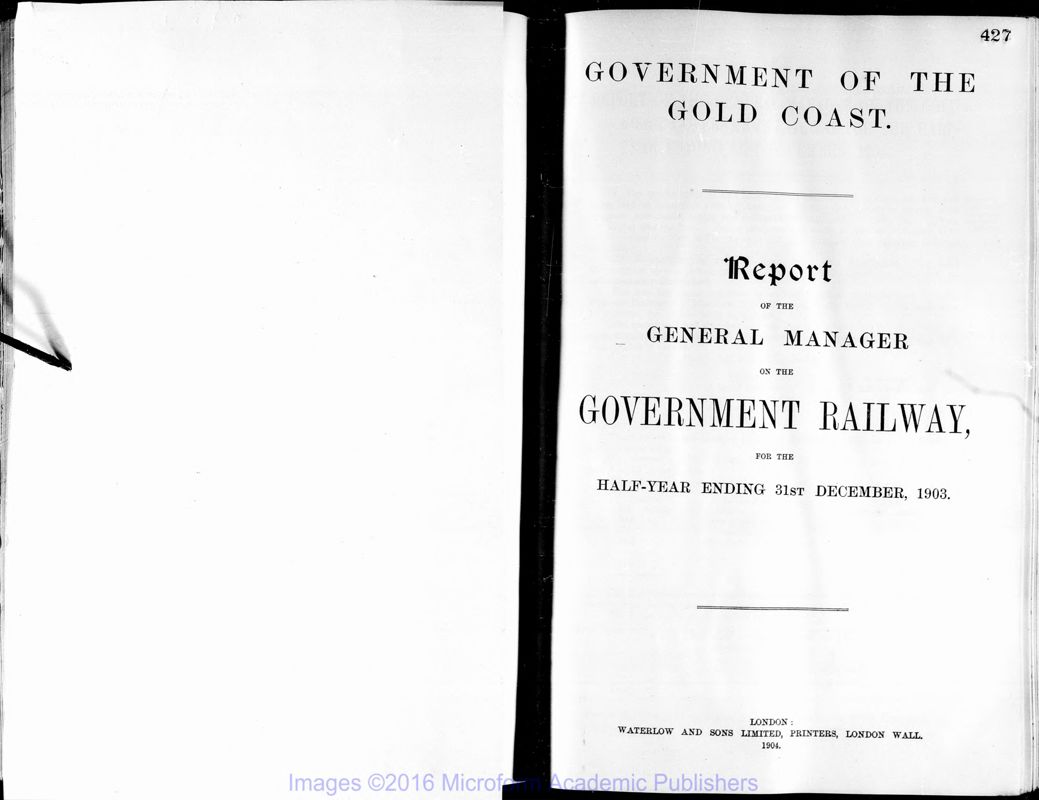 427
GOVERNMENT OF THE
GOLD COAST.
Report
OF THE
GENERAL MANAGER
ON THE
GOVERNMENT RAILWAY,
FOR THE
HALF-YEAR ENDING 31ST DECEMBER, 1903.
LONDON:
WATERLOW AND SONS LIMITED, PRINTERS, LONDON WALL.
1904.
Images ©2016 Microform Academic Publishers